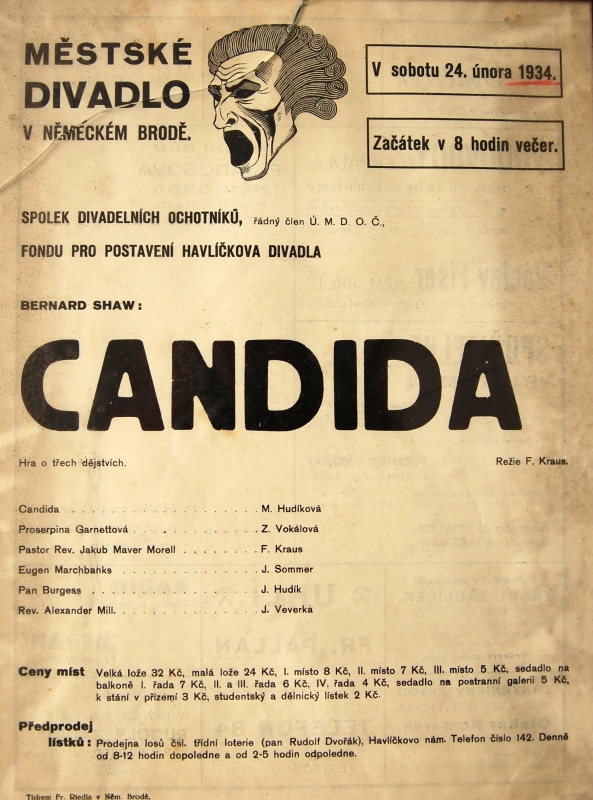 MĚSTSKÉ
DIVADLO
V NĚMECKÉM BRODĚ.
V sobotu 24. února 1934.
Začátek v 8 hodin večer.
SPOLEK DIVADELNÍCH OCHOTNÍKŮ, řádný člen Ú. M. D. O. Č.,
FONDU PRO POSTAVENÍ HAVLÍČKOVA DIVADLA
BERNARD SHAW:
CANDIDA
Hra o třech dějstvích. Režie F. Kraus.
Candida . . . . . . . . . . . . . . . . . . M. Hudíková
Proserpina Garnettová . . . . . . . . . . Z. Vokálová
Pastor Rev. Jakub Maver Morell . . . . . . . . F. Kraus
Eugen Marchbanks . . . . . . . . . . . . J. Sommer
Pan Burgess . . . . . . . . . . . . . . . J. Hudík
Rev. Alexander Mill. . . . . . . . . . . . . J. Veverka
Ceny míst Velká lože 32 Kč, malá lože 24 Kč, I. místo 8 Kč, II. místo 7 Kč, III. místo 5 Kč, sedadlo na
balkoně I. řada 7 Kč, II. a III. řada 6 Kč, IV. řada 4 Kč, sedadlo na postranní galerii 5 Kč,
k stání v přízemí 3 Kč, studentský a dělnický lístek 2 Kč.
Předprodej
lístků: Prodejna losů čsl. třídní loterie (pan Rudolf Dvořák), Havlíčkovo nám. Telefon číslo 142. Denně
od 8-12 hodin dopoledne a od 2-5 hodin odpoledne.
Tiskem Fr. Riedla v Něm. Brodě.